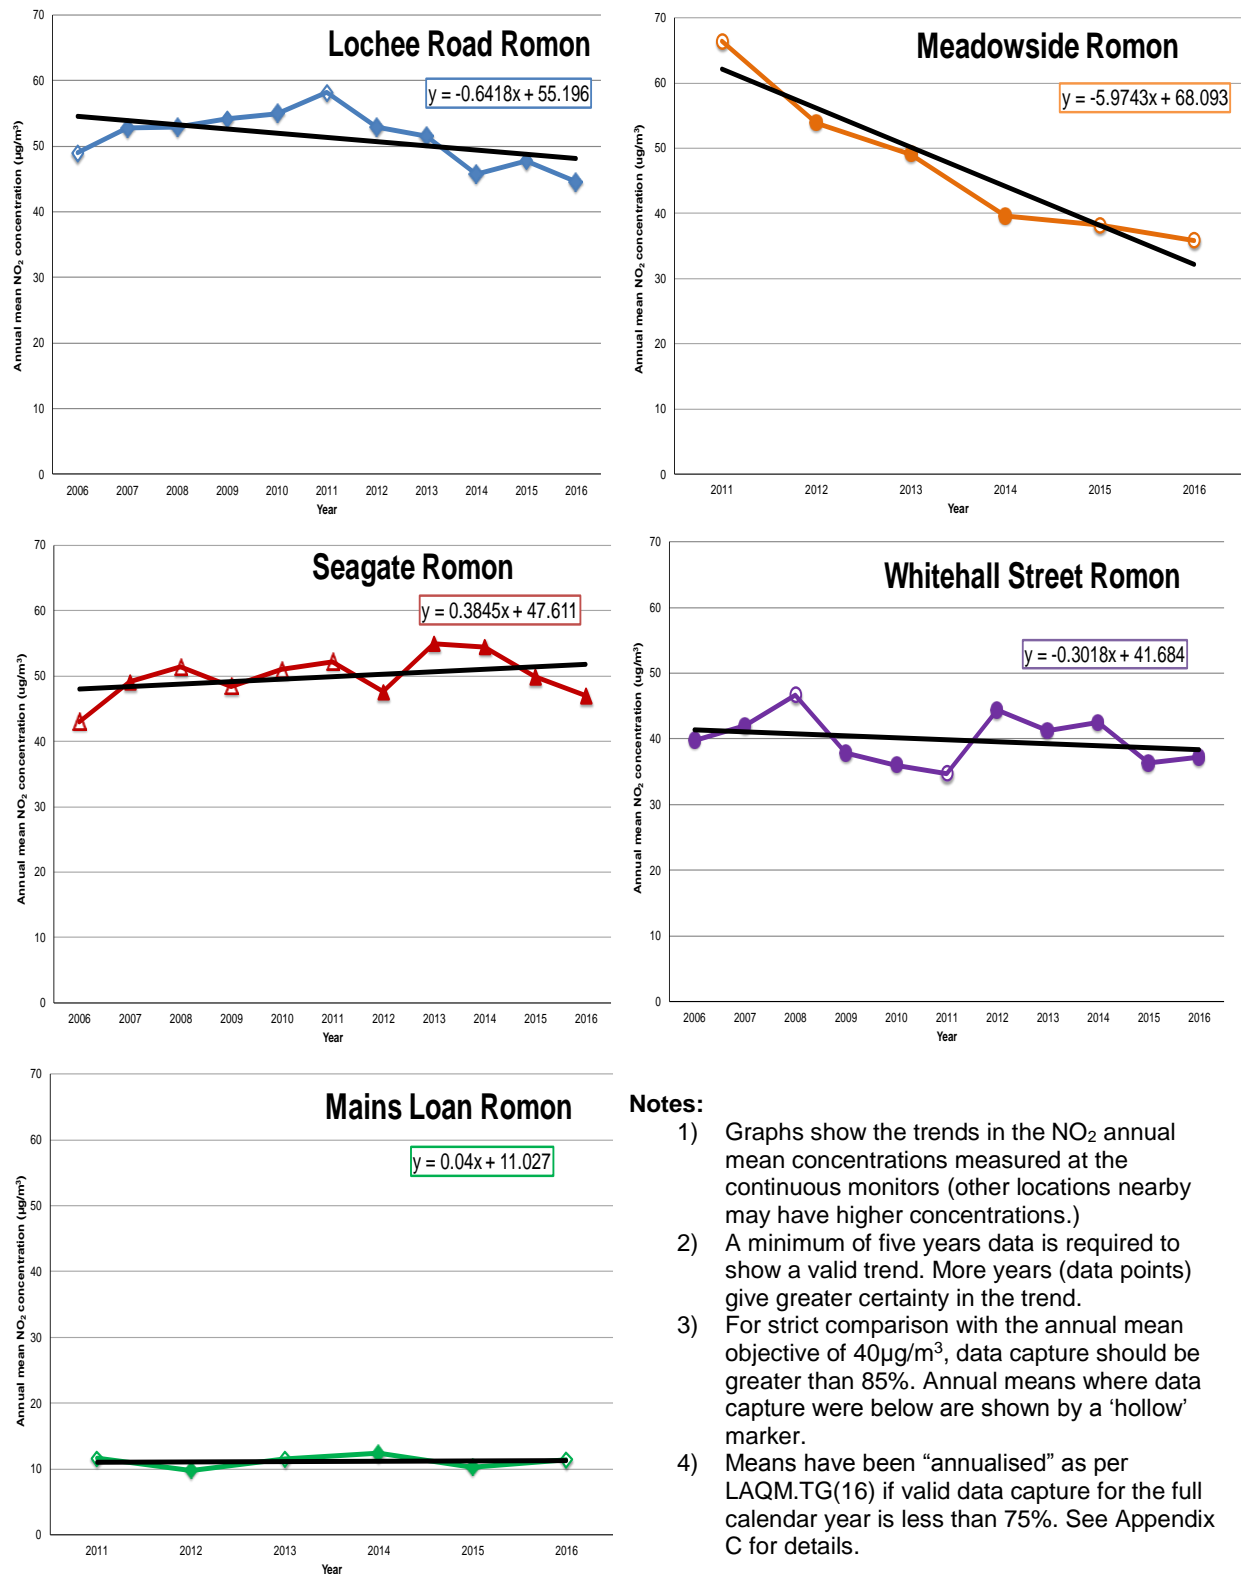 Lochee Road Romon
y = -0.6418x + 55.196
Annual mean NO₂ concentration (µg/m³)
70
60
50
40
30
20
10
0
2006 2007 2008 2009 2010 2011 2012 2013 2014 2015 2016
Year
Meadowside Romon
y = -5.9743x + 68.093
Annual mean NO₂ concentration (ug/m³)
70
60
50
40
30
20
10
0
2011 2012 2013 2014 2015 2016
Year
Seagate Romon
y = 0.3845x + 47.611
Annual mean NO₂ concentration (ug/m³)
70
60
50
40
30
20
10
0
2006 2007 2008 2009 2010 2011 2012 2013 2014 2015 2016
Year
Whitehall Street Romon
y = -0.3018x + 41.684
Annual mean NO₂ concentration (ug/m³)
70
60
50
40
30
20
10
0
2006 2007 2008 2009 2010 2011 2012 2013 2014 2015 2016
Year
Mains Loan Romon
y = 0.04x + 11.027
Annual mean NO₂ concentration (µg/m³)
70
60
50
40
30
20
10
0
2011 2012 2013 2014 2015 2016
Year
Notes:
1) Graphs show the trends in the NO₂ annual
mean concentrations measured at the
continuous monitors (other locations nearby
may have higher concentrations.)
2) A minimum of five years data is required to
show a valid trend. More years (data points)
give greater certainty in the trend.
3) For strict comparison with the annual mean
objective of 40µg/m³, data capture should be
greater than 85%. Annual means where data
capture were below are shown by a ‘hollow’
marker.
4) Means have been “annualised” as per
LAQM.TG(16) if valid data capture for the full
calendar year is less than 75%. See Appendix
C for details.